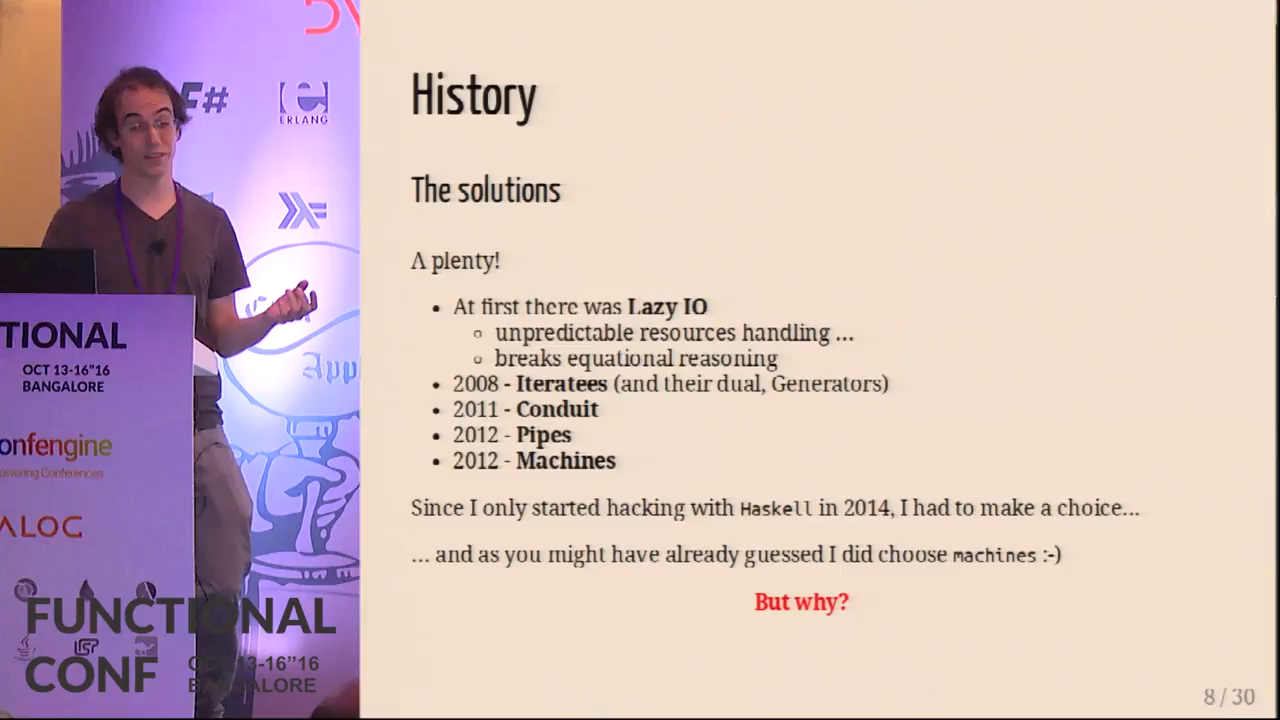 F#
ERLANG
TIONAL
OCT 13-16"16
BANGALORE
onfengine
owering Conferences
ALOG
FUNCTIONAL
CONF
OCT 13-16"16
BANGALORE
History
The solutions
A plenty!
• At first there was Lazy IO
◦ unpredictable resources handling ...
◦ breaks equational reasoning
• 2008 - Iteratees (and their dual, Generators)
• 2011 - Conduit
• 2012 - Pipes
• 2012 - Machines
Since I only started hacking with Haskell in 2014, I had to make a choice...
... and as you might have already guessed I did choose machines :-)
But why?
8 / 30